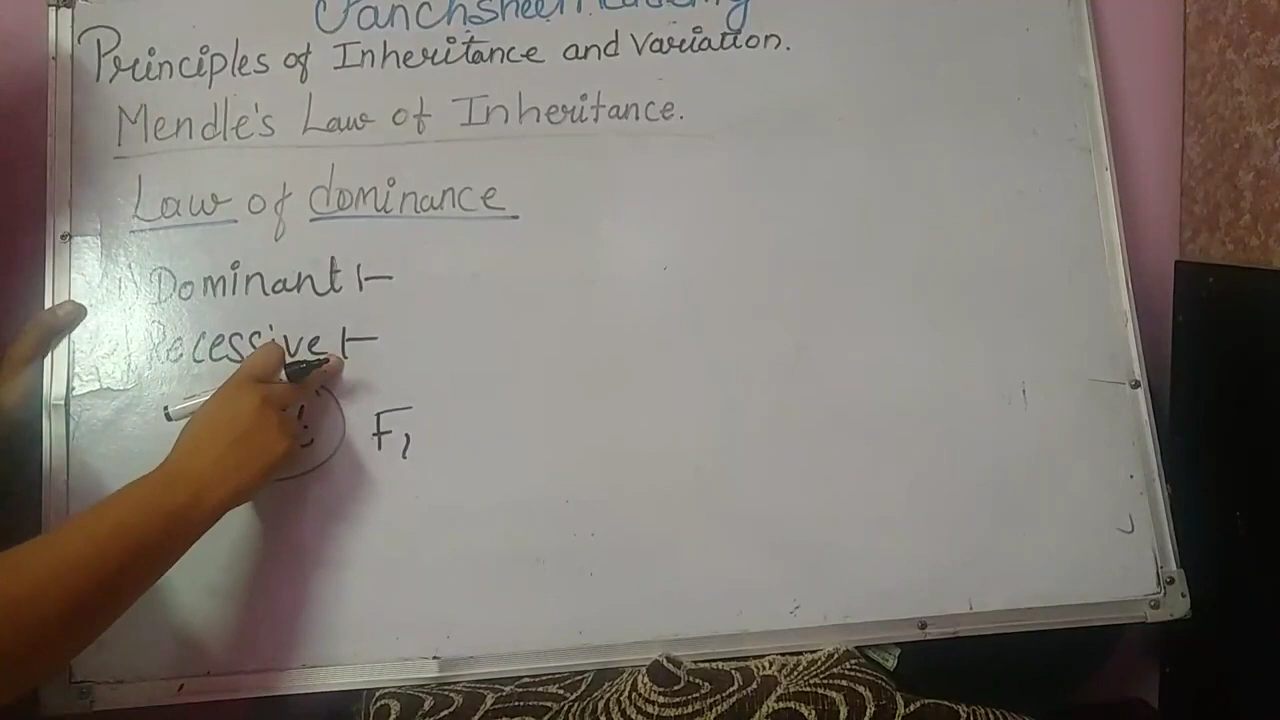 Principles of Inheritance and Variation.
Mendle's Law of Inheritance.
Law of dominance
Dominant :-
Recessive :-
F1